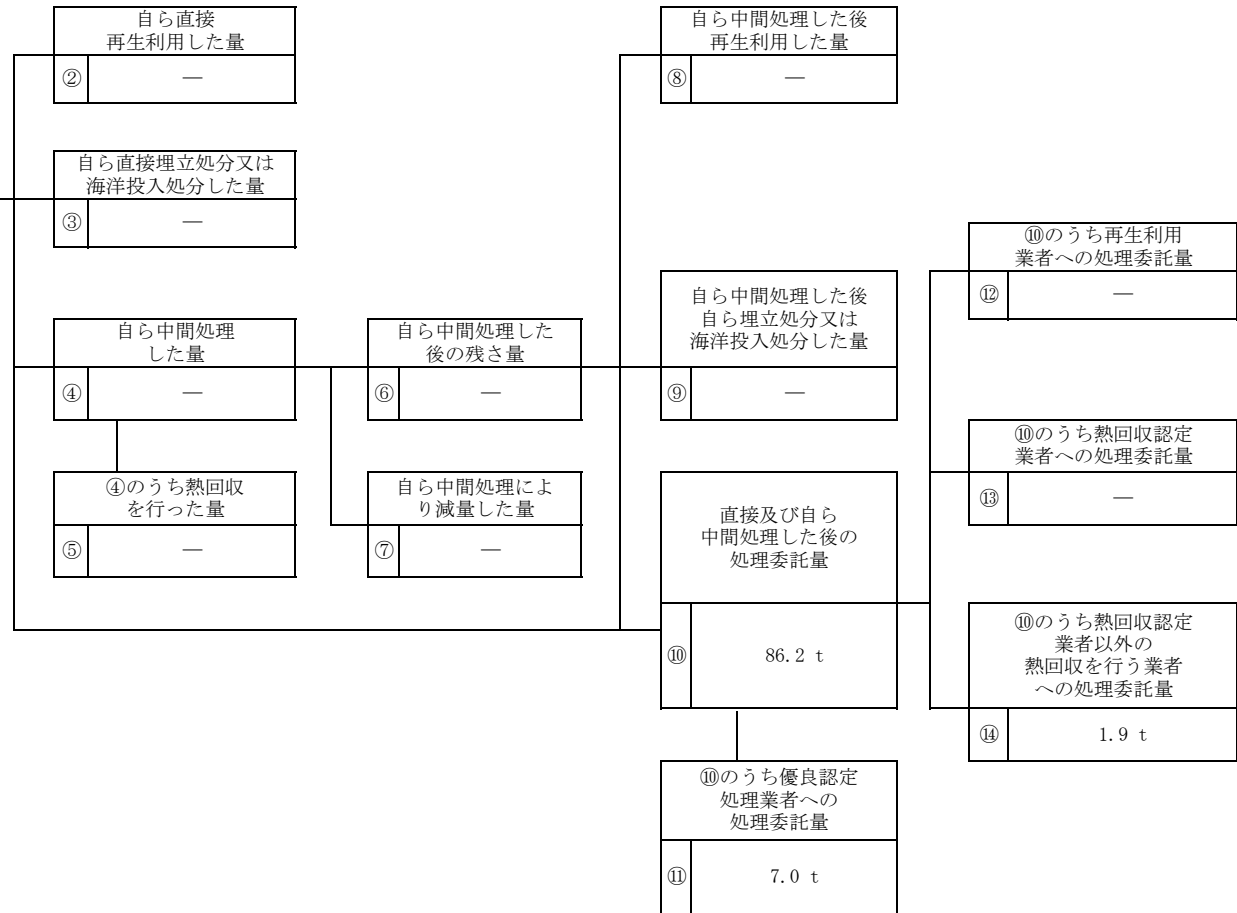 自ら直接
再生利用した量
② ―
自ら直接埋立処分又は
海洋投入処分した量
③ ―
自ら中間処理
した量
④ ―
④のうち熱回収
を行った量
⑤ ―
自ら中間処理した
後の残さ量
⑥ ―
自ら中間処理によ
り減量した量
⑦ ―
自ら中間処理した後
再生利用した量
⑧ ―
自ら中間処理した後
自ら埋立処分又は
海洋投入処分した量
⑨ ―
直接及び自ら
中間処理した後の
処理委託量
⑩ 86.2 t
⑩のうち優良認定
処理業者への
処理委託量
⑪ 7.0 t
⑩のうち再生利用
業者への処理委託量
⑫ ―
⑩のうち熱回収認定
業者への処理委託量
⑬ ―
⑩のうち熱回収認定
業者以外の
熱回収を行う業者
への処理委託量
⑭ 1.9 t